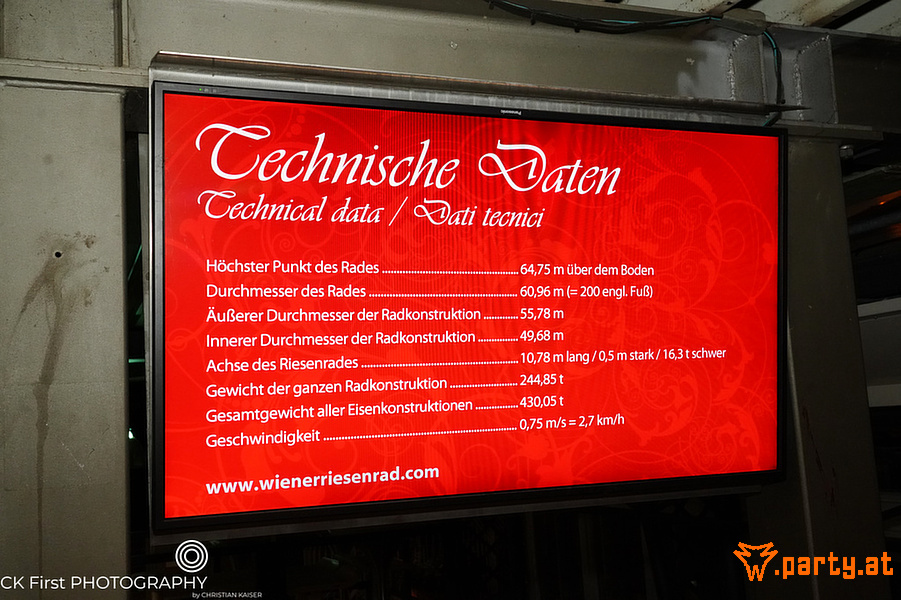 Panasonic
Technische Daten
Technical data / Dati tecnici
Höchster Punkt des Rades ........ 64,75 m über dem Boden
Durchmesser des Rades ........ 60,96 m (= 200 engl. Fuß)
Äußerer Durchmesser der Radkonstruktion ........ 55,78 m
Innerer Durchmesser der Radkonstruktion ........ 49,68 m
Achse des Riesenrades ........ 10,78 m lang / 0,5 m stark / 16,3 t schwer
Gewicht der ganzen Radkonstruktion ........ 244,85 t
Gesamtgewicht aller Eisenkonstruktionen ........ 430,05 t
Geschwindigkeit ........ 0,75 m/s = 2,7 km/h
www.wienerriesenrad.com
CK First PHOTOGRAPHY
by CHRISTIAN KAISER
.party.at